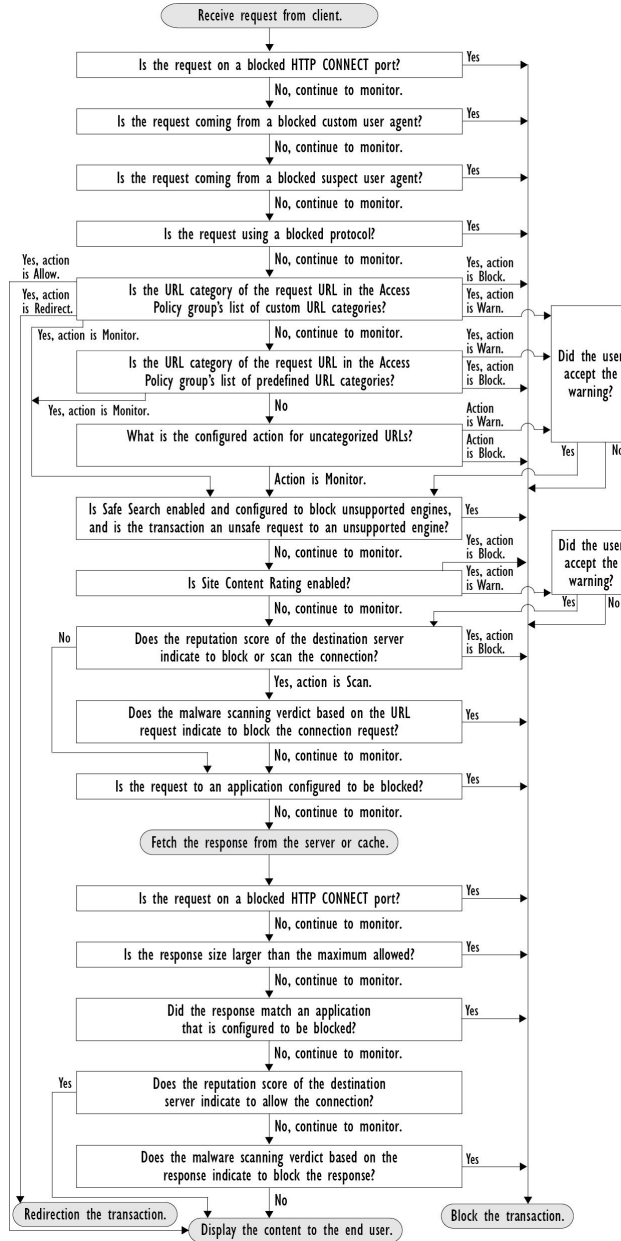 Receive request from client.
Is the request on a blocked HTTP CONNECT port?
Yes
No, continue to monitor.
Is the request coming from a blocked custom user agent?
Yes
No, continue to monitor.
Is the request coming from a blocked suspect user agent?
Yes
No, continue to monitor.
Is the request using a blocked protocol?
Yes
No, continue to monitor.
Yes, action
is Allow.
Yes, action
is Redirect.
Yes, action is Monitor.
Is the URL category of the request URL in the Access
Policy group's list of custom URL categories?
Yes, action
is Block.
Yes, action
is Warn.
No, continue to monitor.
Is the URL category of the request URL in the Access
Policy group's list of predefined URL categories?
Yes, action
is Warn.
Yes, action
is Block.
Yes, action is Monitor.
No
Did the user
accept the
warning?
Yes
No
What is the configured action for uncategorized URLs?
Action
is Warn.
Action
is Block.
Action is Monitor.
Is Safe Search enabled and configured to block unsupported engines,
and is the transaction an unsafe request to an unsupported engine?
Yes
No, continue to monitor.
Is Site Content Rating enabled?
Yes, action
is Block.
Yes, action
is Warn.
Did the user
accept the
warning?
Yes
No
No, continue to monitor.
Does the reputation score of the destination server
indicate to block or scan the connection?
No
Yes, action
is Block.
Yes, action is Scan.
Does the malware scanning verdict based on the URL
request indicate to block the connection request?
Yes
No, continue to monitor.
Is the request to an application configured to be blocked?
Yes
No, continue to monitor.
Fetch the response from the server or cache.
Is the request on a blocked HTTP CONNECT port?
Yes
No, continue to monitor.
Is the response size larger than the maximum allowed?
Yes
No, continue to monitor.
Did the response match an application
that is configured to be blocked?
Yes
No, continue to monitor.
Does the reputation score of the destination
server indicate to allow the connection?
Yes
No, continue to monitor.
Does the malware scanning verdict based on the
response indicate to block the response?
Yes
No
Redirection the transaction.
Display the content to the end user.
Block the transaction.